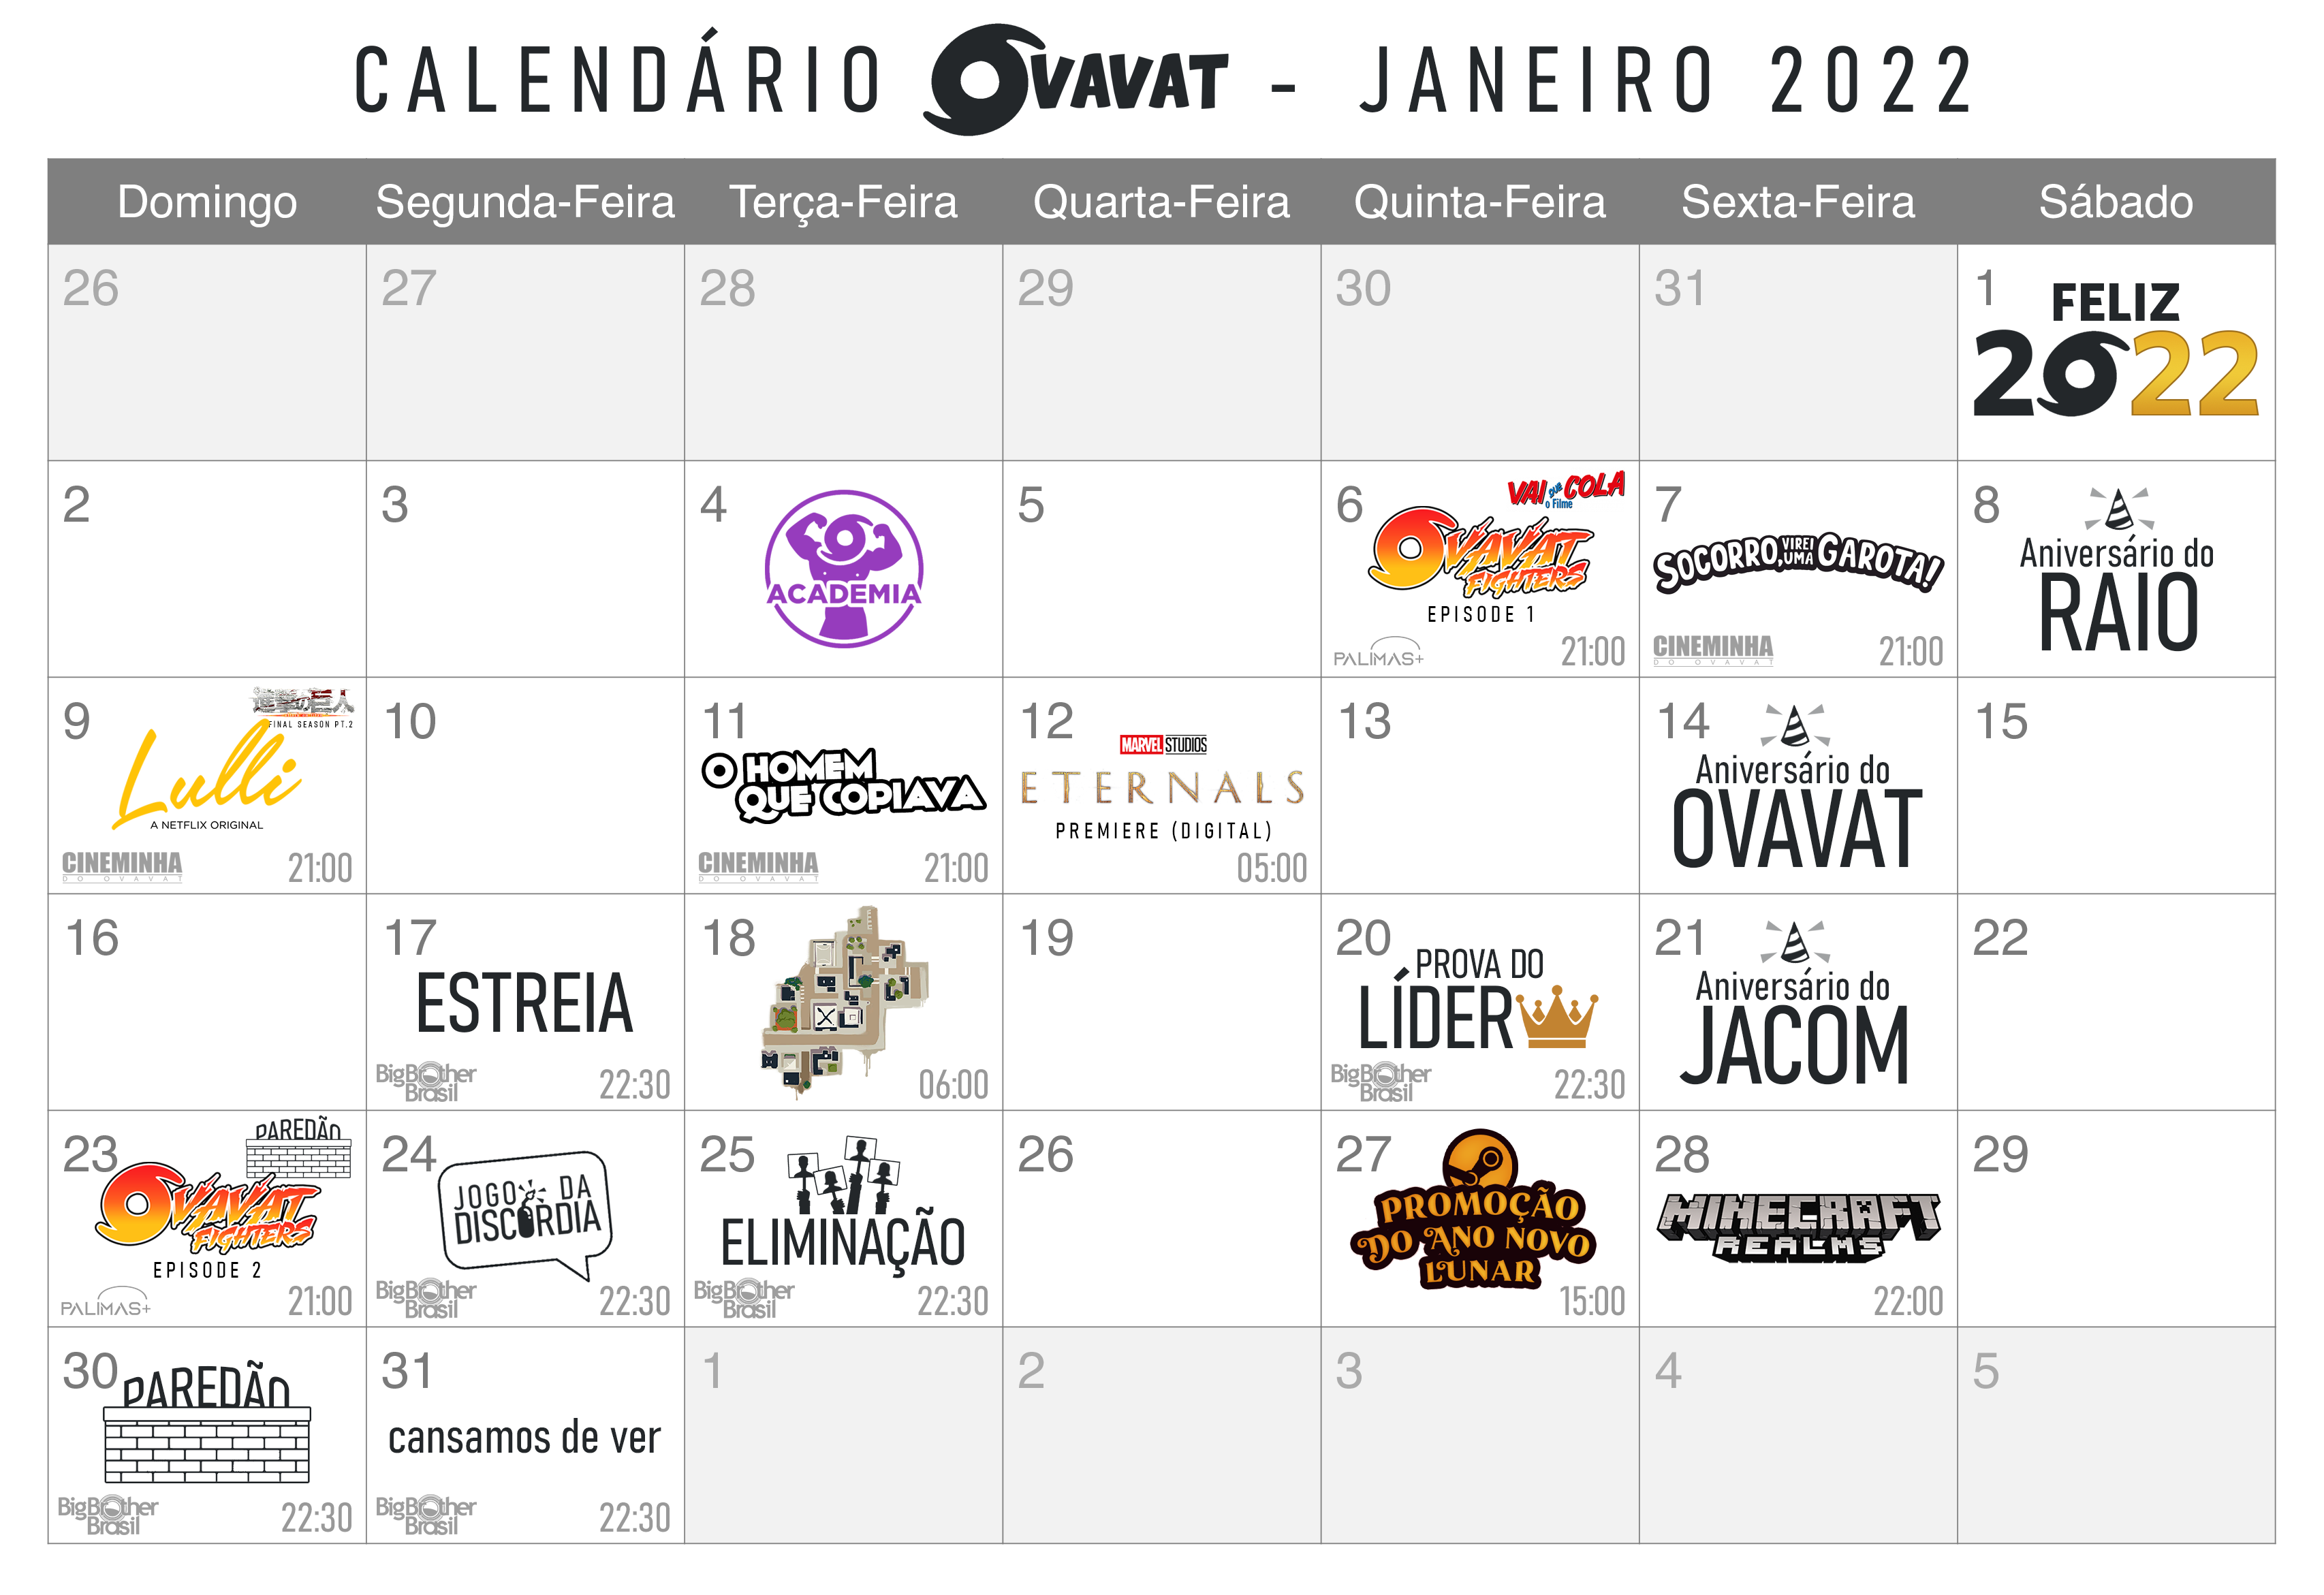 CALENDÁRIO OVAVAT - JANEIRO 2022
Domingo Segunda-Feira Terça-Feira Quarta-Feira Quinta-Feira Sexta-Feira Sábado
26 27 28 29 30 31 1
FELIZ
2022
2
3
4
ACADEMIA
5
6
VAI QUE COLA
o Filme
OVAVAT
FIGHTERS
EPISODE 1
PALIMAS+ 21:00
7
SOCORRO, VIREI UMA GAROTA!
CINEMINHA
DO OVAVAT
21:00
8
Aniversário do
RAIO
9
進撃の巨人
FINAL SEASON PT.2
Lulli
A NETFLIX ORIGINAL
CINEMINHA
DO OVAVAT
21:00
10
11
O HOMEM
QUE COPIAVA
CINEMINHA
DO OVAVAT
21:00
12
MARVEL STUDIOS
ETERNALS
PREMIERE (DIGITAL)
05:00
13
14
Aniversário do
OVAVAT
15
16
17
ESTREIA
BigBrother
Brasil
22:30
18
06:00
19
20
PROVA DO
LÍDER
BigBrother
Brasil
22:30
21
Aniversário do
JACOM
22
23
PAREDÃO
OVAVAT
FIGHTERS
EPISODE 2
PALIMAS+ 21:00
24
JOGO DA
DISCÓRDIA
BigBrother
Brasil
22:30
25
ELIMINAÇÃO
BigBrother
Brasil
22:30
26
27
PROMOÇÃO
DO ANO NOVO
LUNAR
15:00
28
MINECRAFT
REALMS
22:00
29
30
PAREDÃO
BigBrother
Brasil
22:30
31
cansamos de ver
BigBrother
Brasil
22:30
1
2
3
4
5